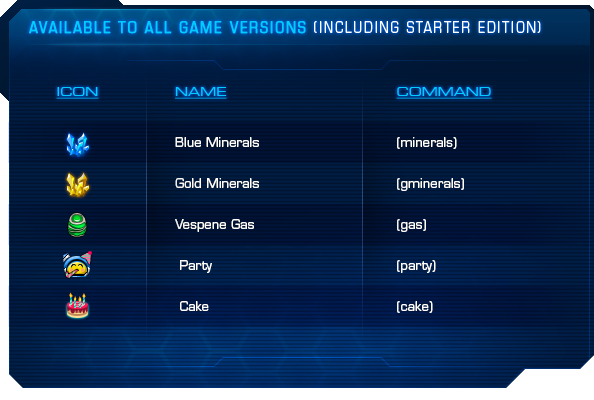 AVAILABLE TO ALL GAME VERSIONS (INCLUDING STARTER EDITION)
ICON NAME COMMAND
Blue Minerals (minerals)
Gold Minerals (gminerals)
Vespene Gas (gas)
Party (party)
Cake (cake)